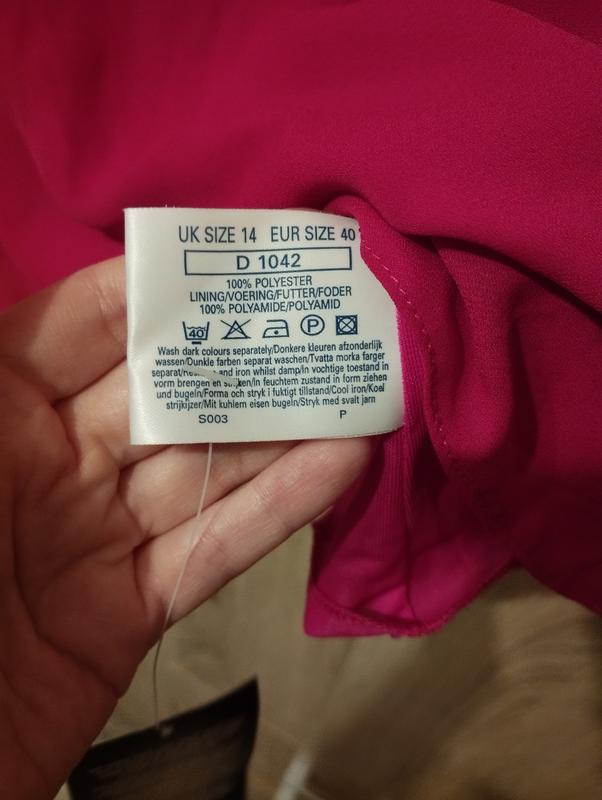 UK SIZE 14 EUR SIZE 40
D 1042
100% POLYESTER
LINING/VOERING/FUTTER/FODER
100% POLYAMIDE/POLYAMID
40 P
Wash dark colours separately/Donkere kleuren afzonderlijk
wassen/Dunkle farben separat waschen/Tvatta morka farger
separat/ and iron whilst damp/In vochtige toestand in
vorm brengen en /In feuchtem zustand in form ziehen
und bugeln/Forma och stryk i fuktigt tillstand/Cool iron/Koel
strijkijzer/Mit kuhlem eisen bugeln/Stryk med svalt jarn
S003 P